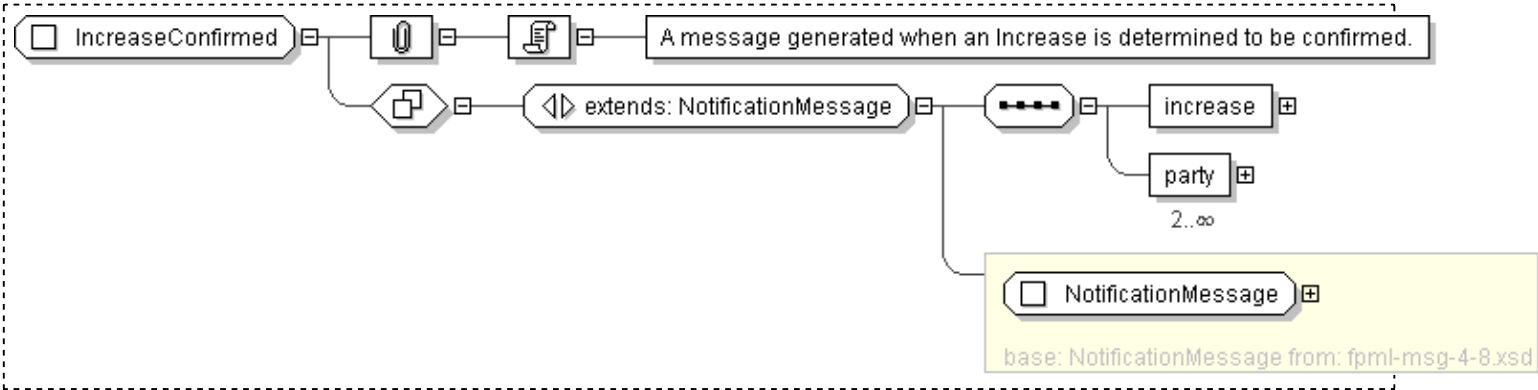 IncreaseConfirmed
A message generated when an Increase is determined to be confirmed.
extends: NotificationMessage
increase
party
2..∞
NotificationMessage
base: NotificationMessage from: fpml-msg-4-8.xsd